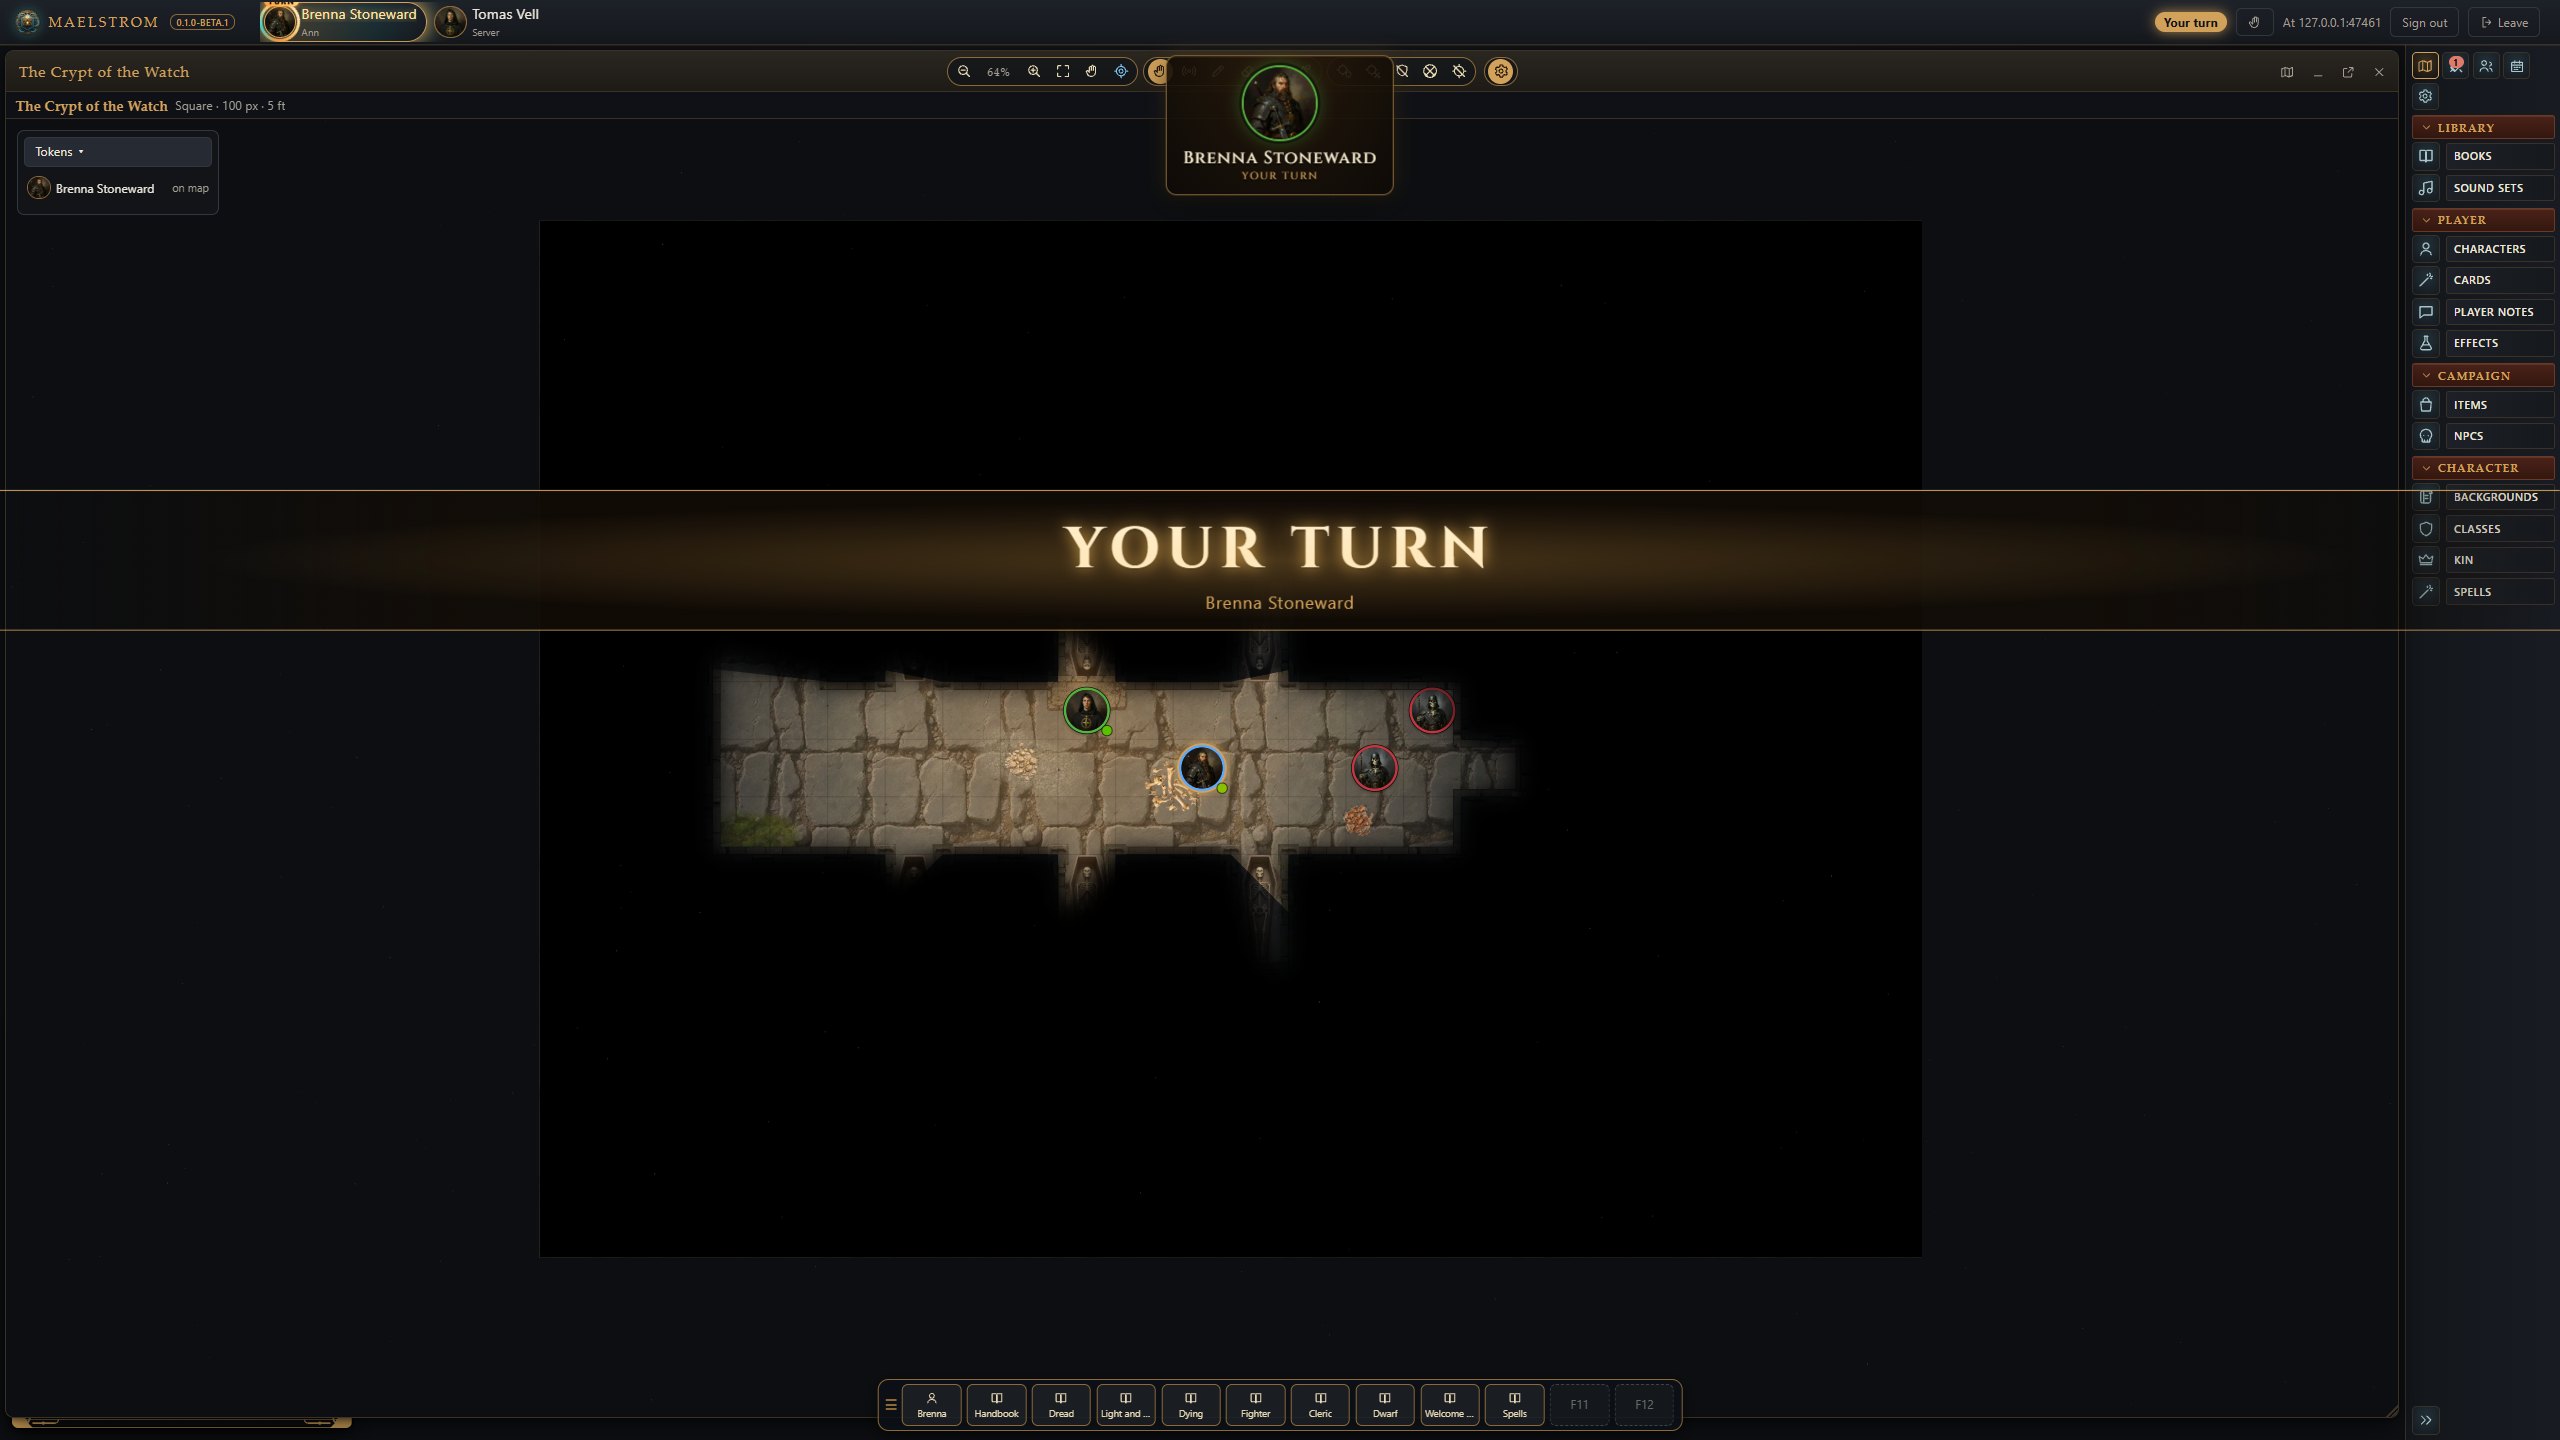 MAELSTROM
0.1.0-BETA.1
Brenna Stoneward
Ann
Tomas Vell
Server
Your turn
At 127.0.0.1:47461
Sign out
Leave
The Crypt of the Watch
64%
1
The Crypt of the Watch Square · 100 px · 5 ft
Tokens
Brenna Stoneward on map
BRENNA STONEWARD
YOUR TURN
LIBRARY
BOOKS
SOUND SETS
PLAYER
CHARACTERS
CARDS
PLAYER NOTES
EFFECTS
CAMPAIGN
ITEMS
NPCS
CHARACTER
BACKGROUNDS
CLASSES
KIN
SPELLS
YOUR TURN
Brenna Stoneward
Brenna
Handbook
Dread
Light and ...
Dying
Fighter
Cleric
Dwarf
Welcome ...
Spells
F11
F12